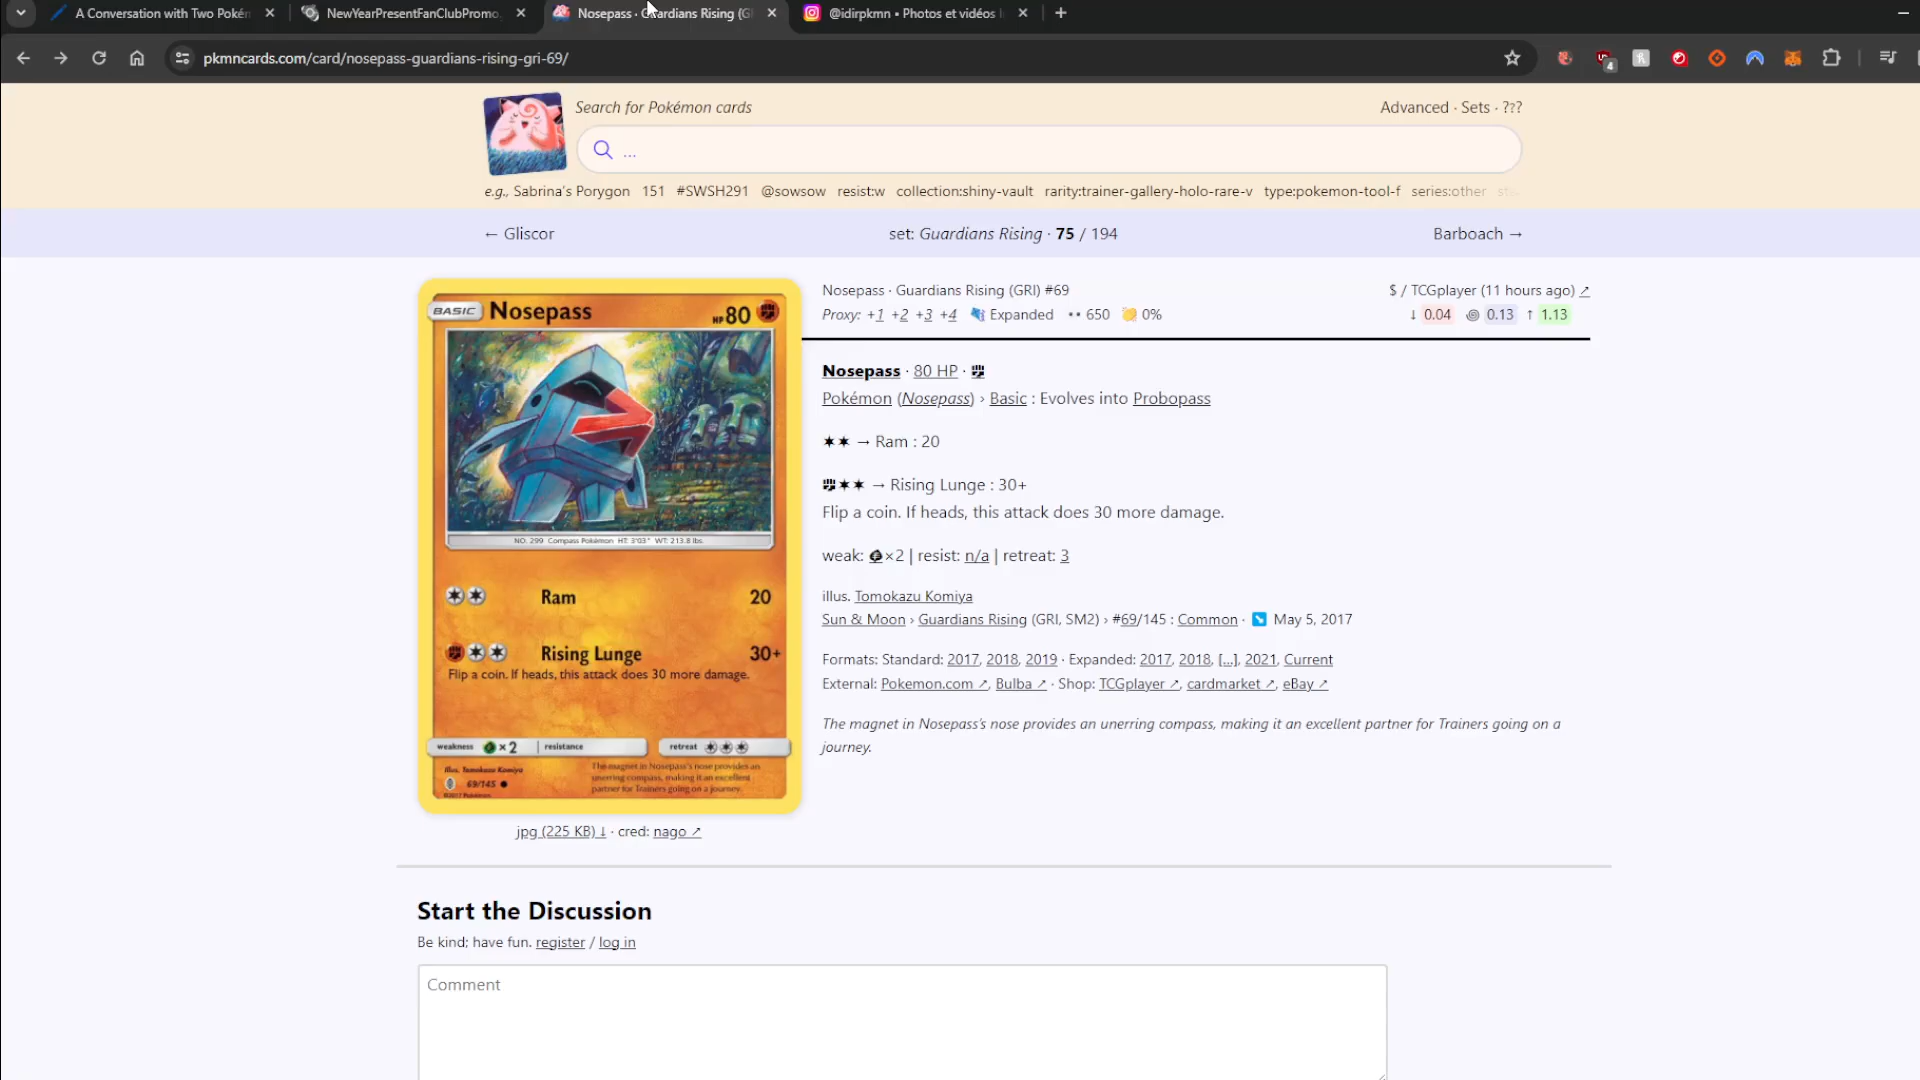 A Conversation with Two Pokém
NewYearPresentFanClubPromo.
Nosepass · Guardians Rising (G
@idirpkmn • Photos et vidéos I
pkmncards.com/card/nosepass-guardians-rising-gri-69/
4
Search for Pokémon cards
Advanced · Sets · ???
...
e.g., Sabrina's Porygon 151 #SWSH291 @sowsow resist:w collection:shiny-vault rarity:trainer-gallery-holo-rare-v type:pokemon-tool-f series:other sta
← Gliscor
set: Guardians Rising · 75 / 194
Barboach →
BASIC Nosepass HP 80
NO. 299 Compass Pokémon HT: 3'03" WT: 213.8 lbs.
Ram 20
Rising Lunge 30+
Flip a coin. If heads, this attack does 30 more damage.
weakness × 2 resistance retreat
Illus. Tomokazu Komiya
69/145
©2017 Pokémon
The magnet in Nosepass's nose provides an
unerring compass, making it an excellent
partner for Trainers going on a journey.
jpg (225 KB) ↓ · cred: nago ↗
Nosepass · Guardians Rising (GRI) #69
$ / TCGplayer (11 hours ago) ↗
Proxy: +1 +2 +3 +4 Expanded 650 0%
↓ 0.04 0.13 ↑ 1.13
Nosepass · 80 HP ·
Pokémon (Nosepass) › Basic : Evolves into Probopass
→ Ram : 20
→ Rising Lunge : 30+
Flip a coin. If heads, this attack does 30 more damage.
weak: ×2 | resist: n/a | retreat: 3
illus. Tomokazu Komiya
Sun & Moon › Guardians Rising (GRI, SM2) › #69/145 : Common · May 5, 2017
Formats: Standard: 2017, 2018, 2019 · Expanded: 2017, 2018, [...], 2021, Current
External: Pokemon.com ↗, Bulba ↗ · Shop: TCGplayer ↗, cardmarket ↗, eBay ↗
The magnet in Nosepass's nose provides an unerring compass, making it an excellent partner for Trainers going on a
journey.
Start the Discussion
Be kind; have fun. register / log in
Comment